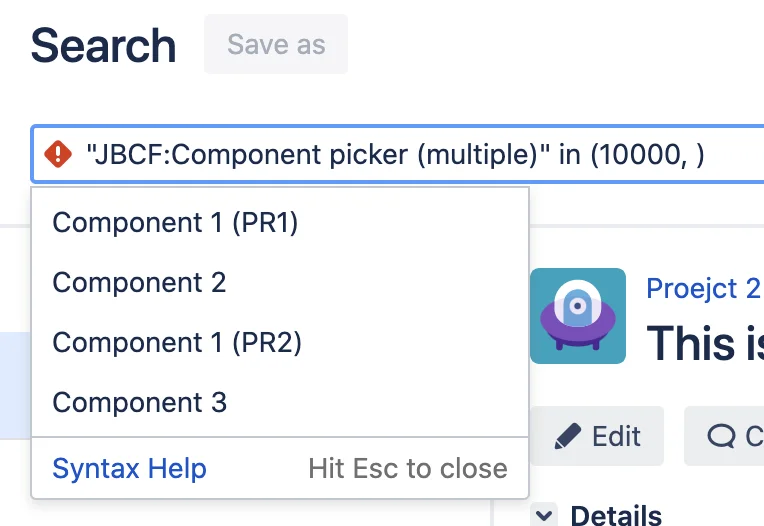 Search
Save as
"JBCF:Component picker (multiple)" in (10000, )
Component 1 (PR1)
Component 2
Component 1 (PR2)
Component 3
Syntax Help
Hit Esc to close
Proejct 2
This is
Edit
C
Details